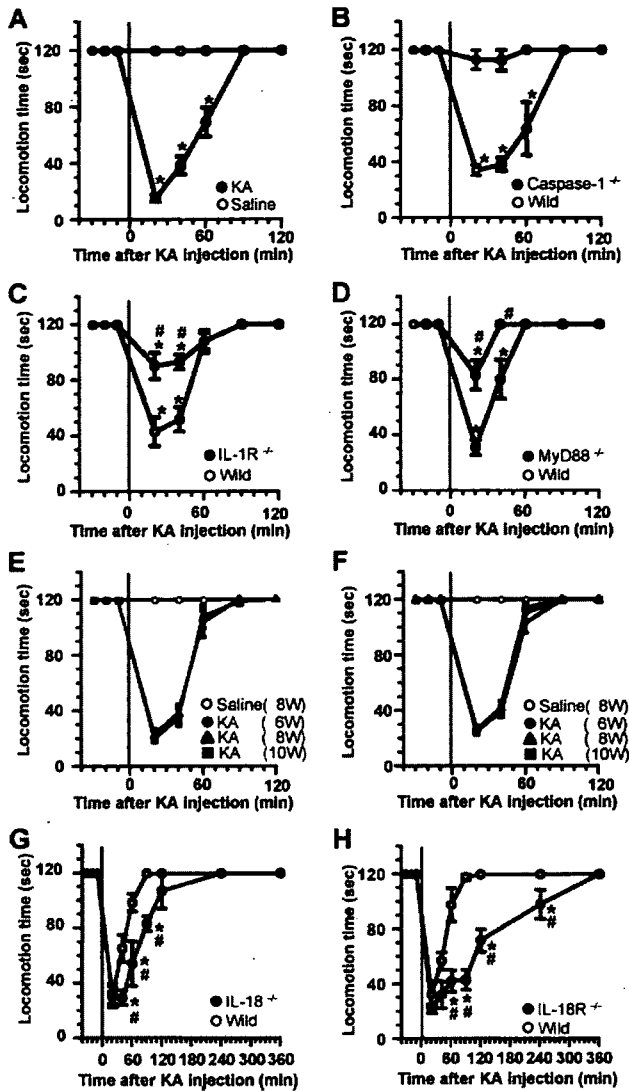 A
Locomotion time (sec)
120
80
40
0
* * *
KA
Saline
0 60 120
Time after KA injection (min)
B
Locomotion time (sec)
120
80
40
0
* * *
Caspase-1 -/-
Wild
0 60 120
Time after KA injection (min)
C
Locomotion time (sec)
120
80
40
0
# #
* *
* *
IL-1R -/-
Wild
0 60 120
Time after KA injection (min)
D
Locomotion time (sec)
120
80
40
0
# #
* *
*
MyD88 -/-
Wild
0 60 120
Time after KA injection (min)
E
Locomotion time (sec)
120
80
40
0
Saline ( 8W)
KA ( 6W)
KA ( 8W)
KA (10W)
0 60 120
Time after KA injection (min)
F
Locomotion time (sec)
120
80
40
0
Saline ( 8W)
KA ( 6W)
KA ( 8W)
KA (10W)
0 60 120
Time after KA injection (min)
G
Locomotion time (sec)
120
80
40
0
* * *
# # #
IL-18 -/-
Wild
0 60 120 180 240 300 360
Time after KA injection (min)
H
Locomotion time (sec)
120
80
40
0
* * * *
# # # #
IL-18R -/-
Wild
0 60 120 180 240 300 360
Time after KA injection (min)